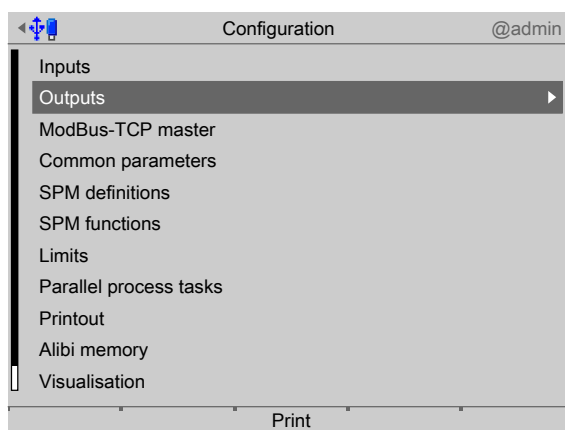 Configuration @admin
Inputs
Outputs
ModBus-TCP master
Common parameters
SPM definitions
SPM functions
Limits
Parallel process tasks
Printout
Alibi memory
Visualisation
Print